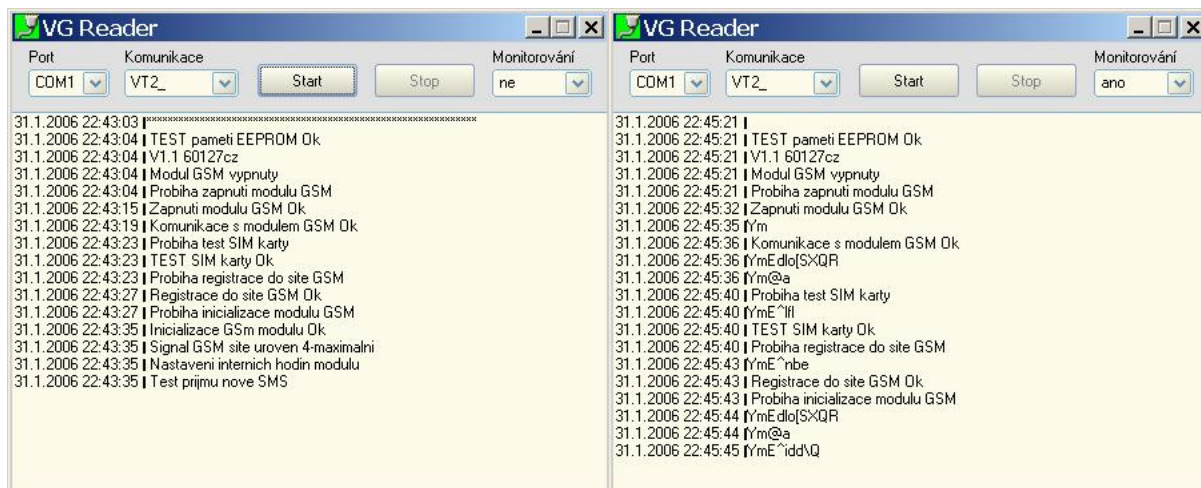 VG Reader
Port Komunikace Monitorování
COM1 VT2_ Start Stop ne
31.1.2006 22:43:03 |************************************************************
31.1.2006 22:43:04 | TEST pameti EEPROM Ok
31.1.2006 22:43:04 | V1.1 60127cz
31.1.2006 22:43:04 | Modul GSM vypnuty
31.1.2006 22:43:04 | Probiha zapnuti modulu GSM
31.1.2006 22:43:15 | Zapnuti modulu GSM Ok
31.1.2006 22:43:19 | Komunikace s modulem GSM Ok
31.1.2006 22:43:23 | Probiha test SIM karty
31.1.2006 22:43:23 | TEST SIM karty Ok
31.1.2006 22:43:23 | Probiha registrace do site GSM
31.1.2006 22:43:27 | Registrace do site GSM Ok
31.1.2006 22:43:27 | Probiha inicializace modulu GSM
31.1.2006 22:43:35 | Inicializace GSm modulu Ok
31.1.2006 22:43:35 | Signal GSM site uroven 4-maximalni
31.1.2006 22:43:35 | Nastaveni internich hodin modulu
31.1.2006 22:43:35 | Test prijmu nove SMS
VG Reader
Port Komunikace Monitorování
COM1 VT2_ Start Stop ano
31.1.2006 22:45:21 |
31.1.2006 22:45:21 | TEST pameti EEPROM Ok
31.1.2006 22:45:21 | V1.1 60127cz
31.1.2006 22:45:21 | Modul GSM vypnuty
31.1.2006 22:45:21 | Probiha zapnuti modulu GSM
31.1.2006 22:45:32 | Zapnuti modulu GSM Ok
31.1.2006 22:45:35 |[Ym
31.1.2006 22:45:36 | Komunikace s modulem GSM Ok
31.1.2006 22:45:36 |[YmEdlo[SXQR
31.1.2006 22:45:36 |[Ym@a
31.1.2006 22:45:40 | Probiha test SIM karty
31.1.2006 22:45:40 |[YmE^lfl
31.1.2006 22:45:40 | TEST SIM karty Ok
31.1.2006 22:45:40 | Probiha registrace do site GSM
31.1.2006 22:45:43 |[YmE^nbe
31.1.2006 22:45:43 | Registrace do site GSM Ok
31.1.2006 22:45:43 | Probiha inicializace modulu GSM
31.1.2006 22:45:44 |[YmEdlo[SXQR
31.1.2006 22:45:44 |[Ym@a
31.1.2006 22:45:45 |[YmE^idd\Q